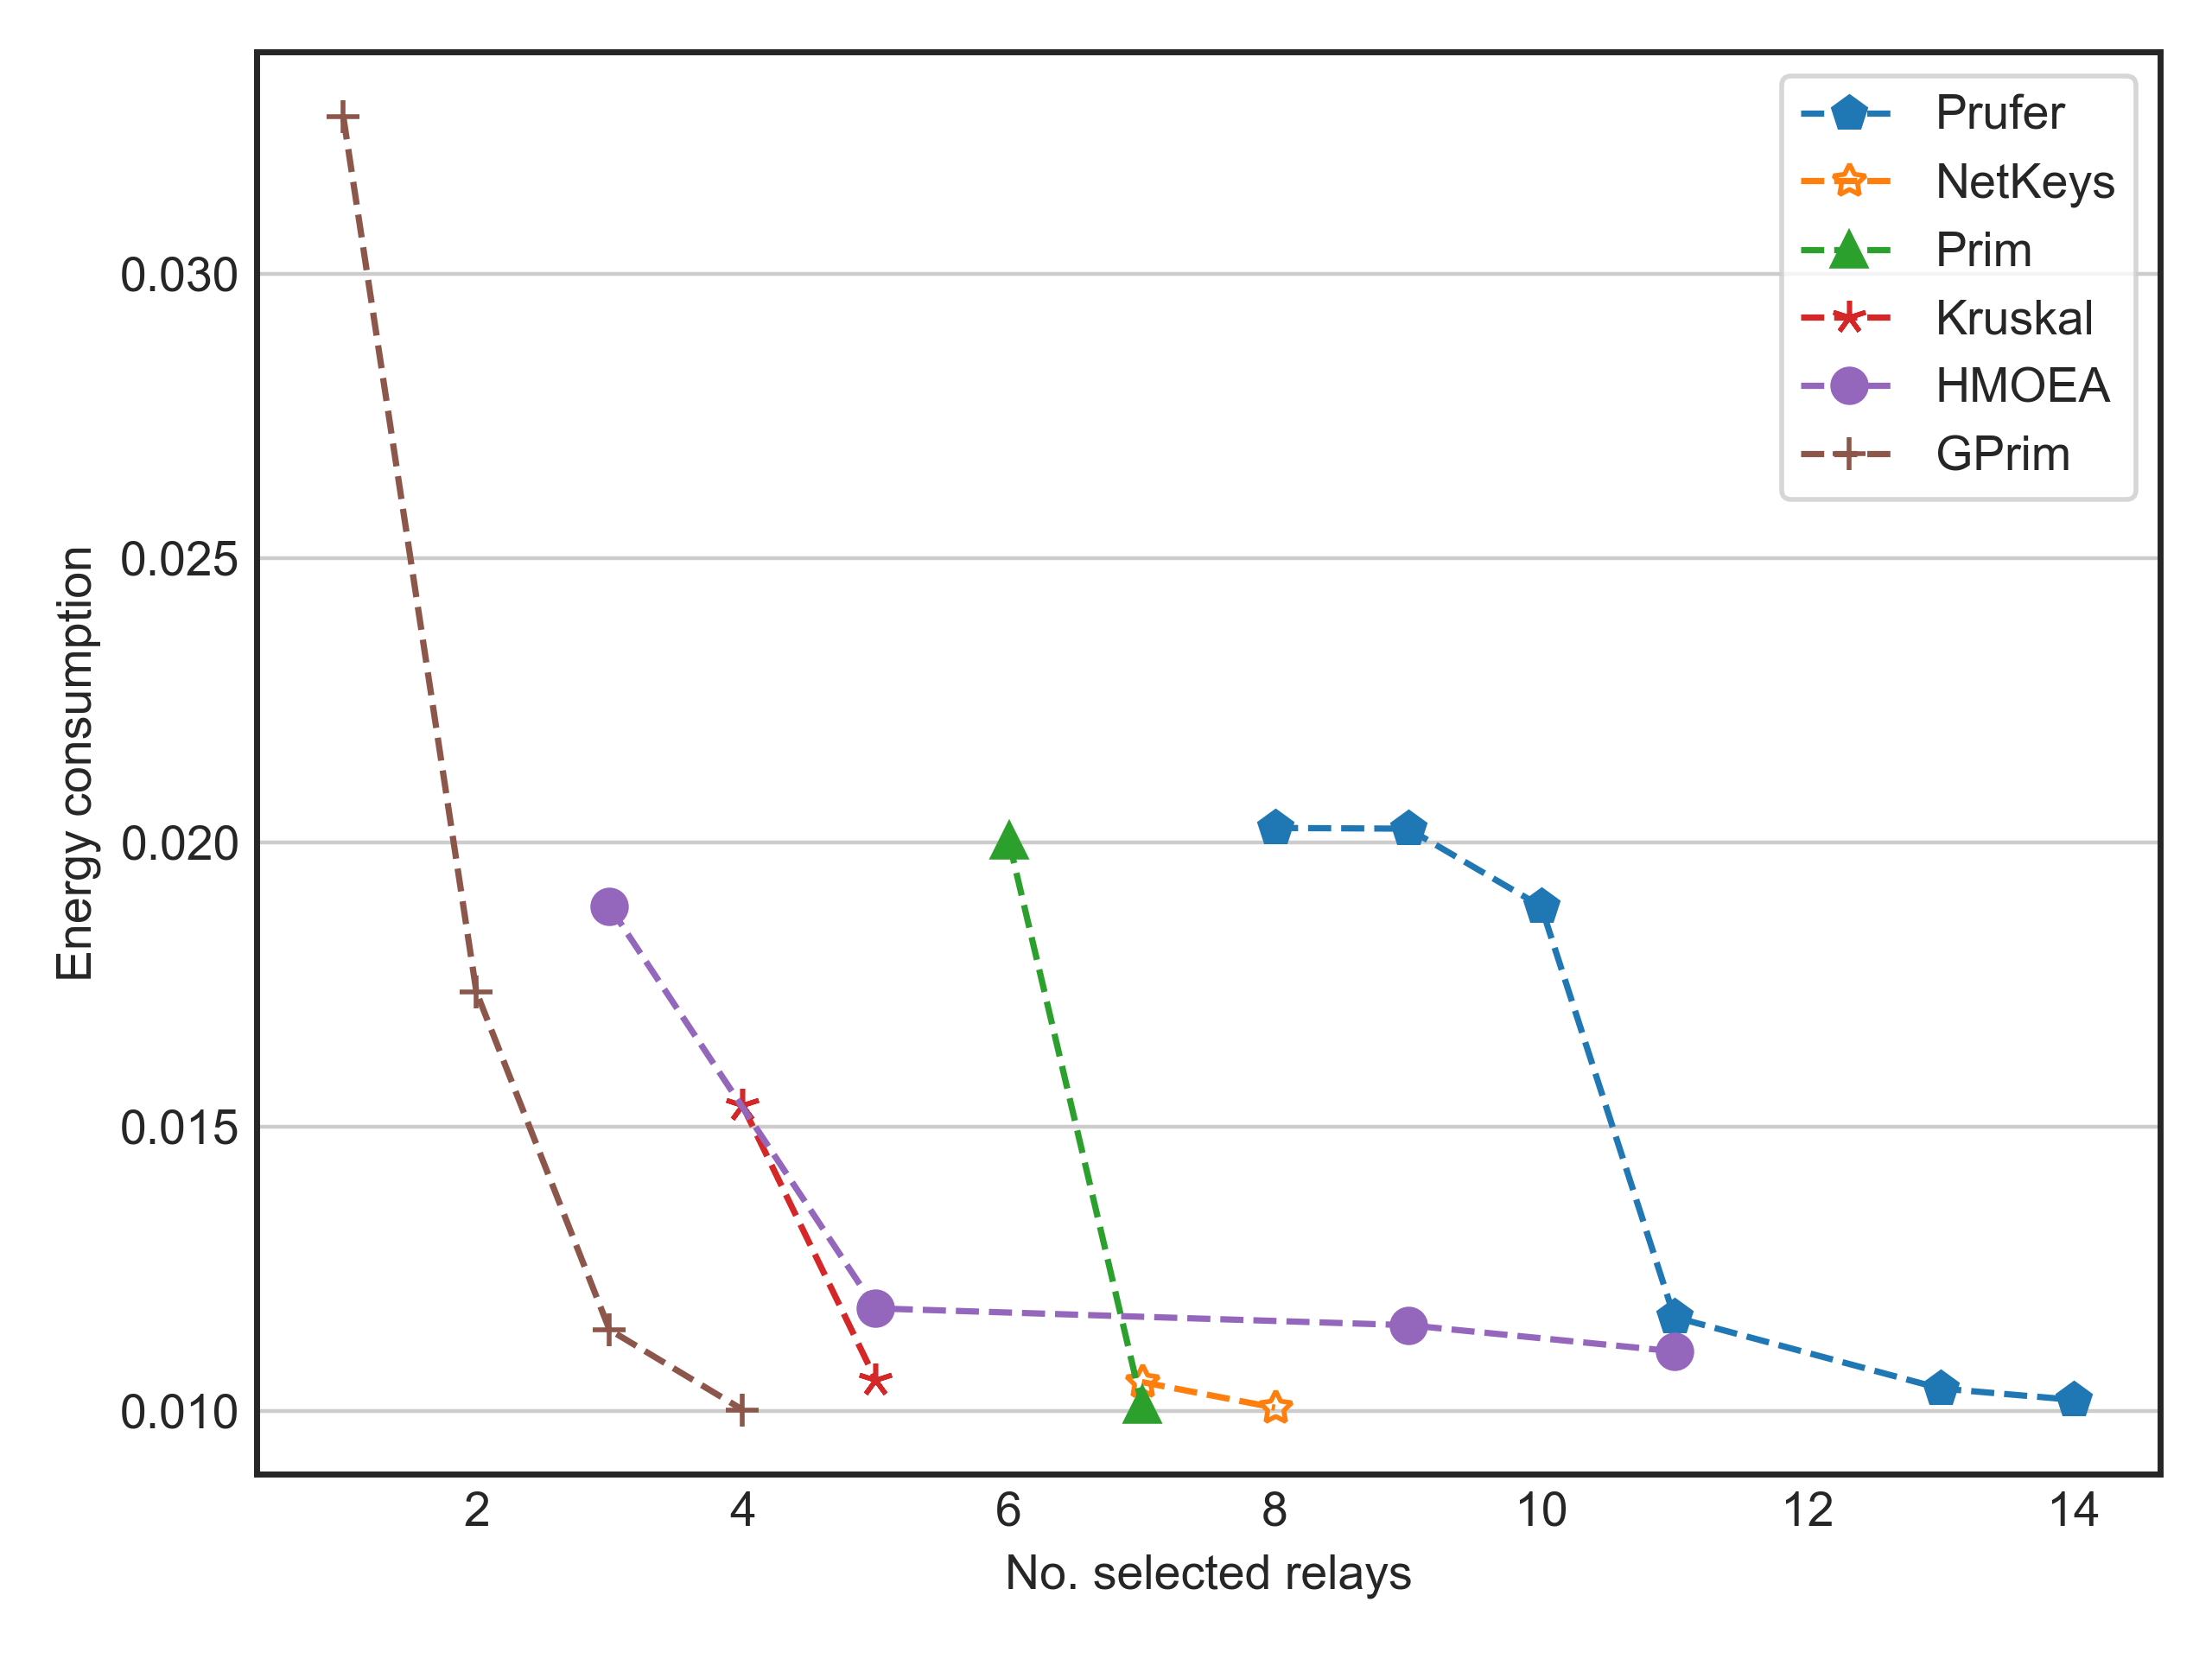 Prufer
NetKeys
Prim
Kruskal
HMOEA
GPrim
Energy consumption
0.030
0.025
0.020
0.015
0.010
2 4 6 8 10 12 14
No. selected relays